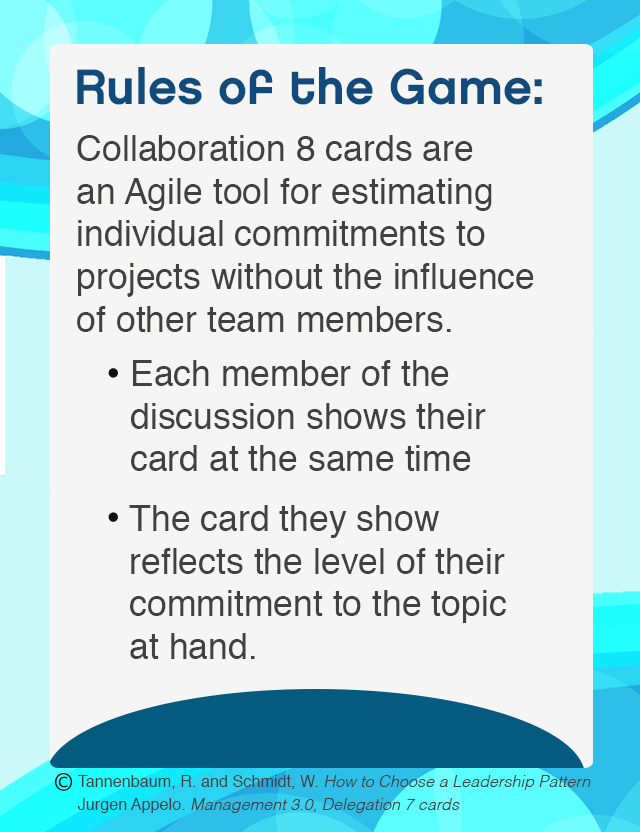 Rules of the Game:
Collaboration 8 cards are
an Agile tool for estimating
individual commitments to
projects without the influence
of other team members.
• Each member of the
discussion shows their
card at the same time
• The card they show
reflects the level of their
commitment to the topic
at hand.
© Tannenbaum, R. and Schmidt, W. How to Choose a Leadership Pattern
Jurgen Appelo. Management 3.0, Delegation 7 cards